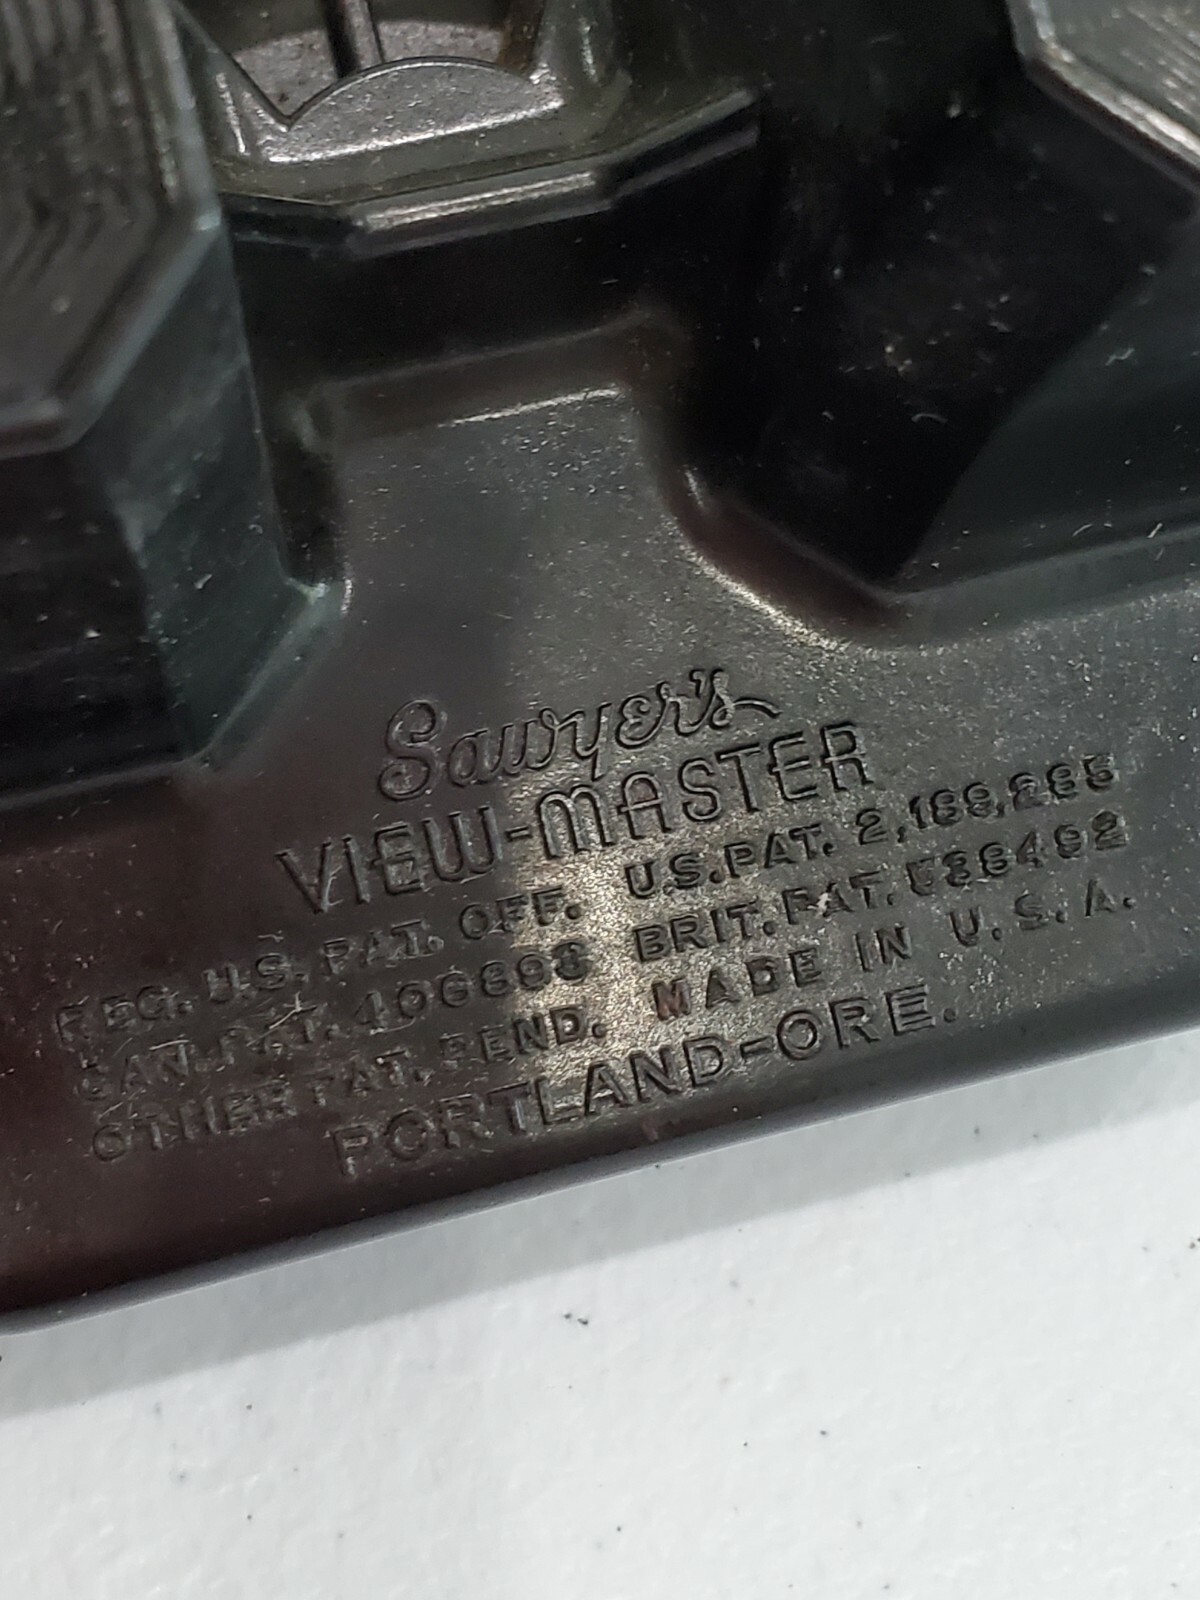 Sawyer's
VIEW-MASTER
REG. U.S. PAT. OFF. U.S. PAT. 2,189,285
CAN. PAT. 406893 BRIT. PAT.
OTHER PAT. PEND. MADE IN U.S.A.
PORTLAND-ORE.